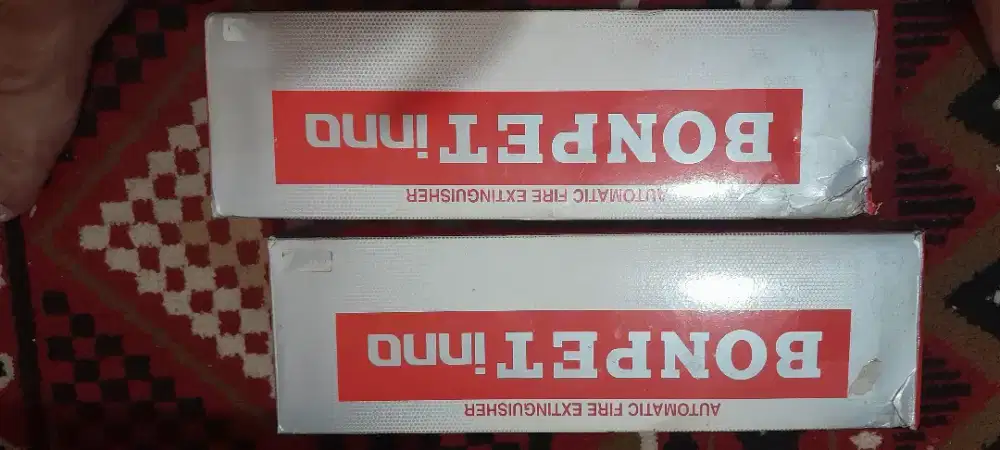 BONPET inno
AUTOMATIC FIRE EXTINGUISHER
BONPET inno
AUTOMATIC FIRE EXTINGUISHER